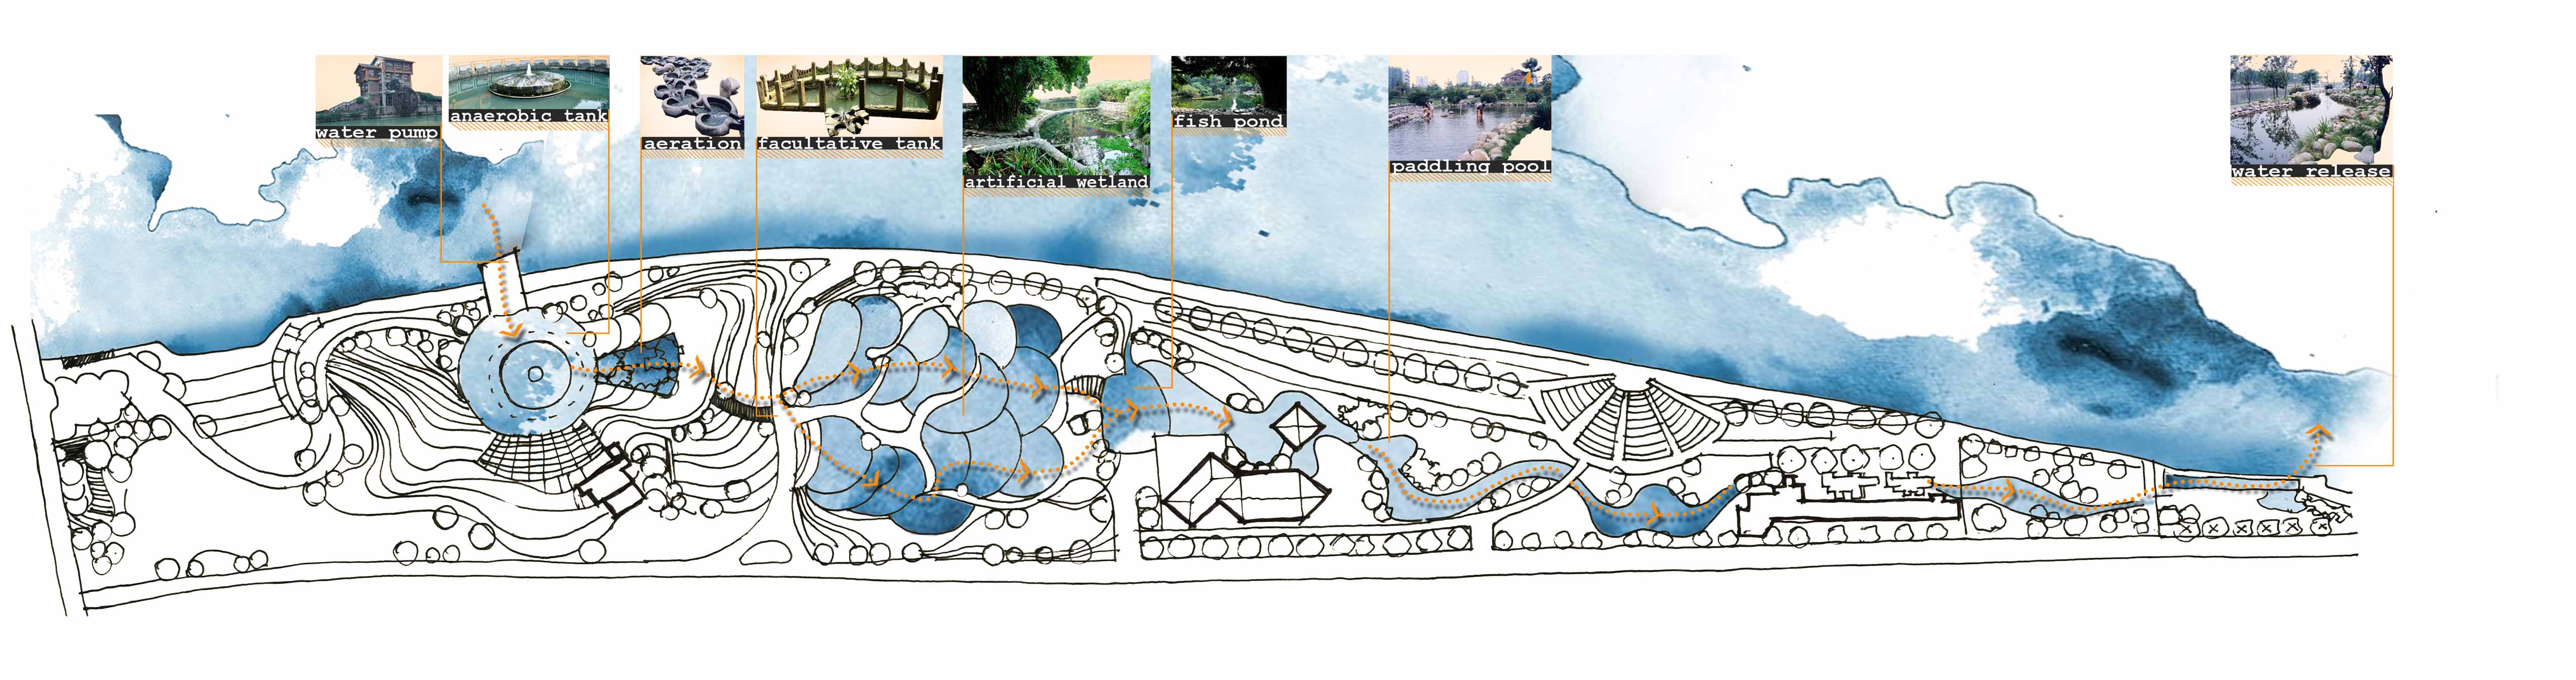 water pump
anaerobic tank
aeration
facultative tank
artificial wetland
fish pond
paddling pool
water release